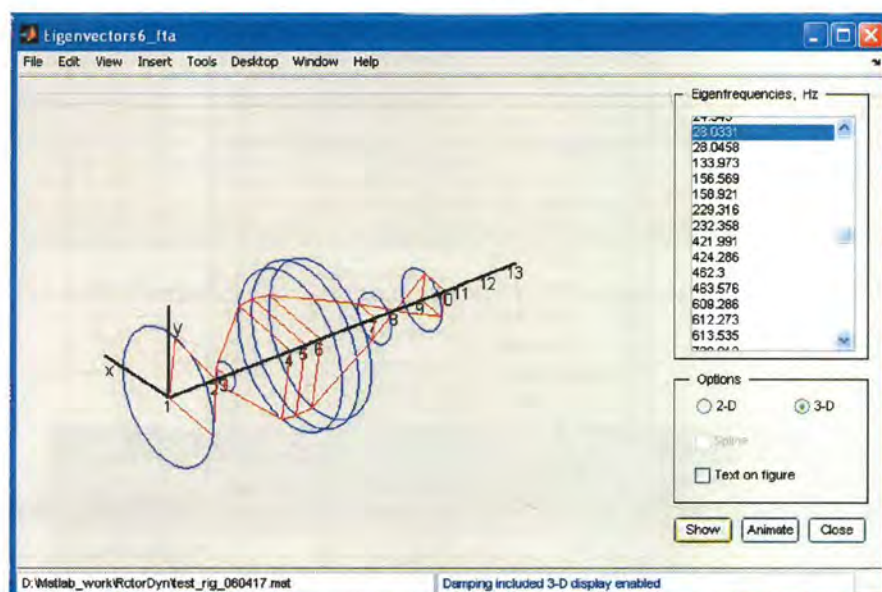 Eigenvectors6_fta
File Edit View Insert Tools Desktop Window Help
Eigenfrequencies, Hz
24.545
28.0331
28.0458
133.973
156.569
158.921
229.316
232.358
421.991
424.286
462.3
463.576
609.286
612.273
613.535
Options
2-D 3-D
Spline
Text on figure
Show Animate Close
x y
1 4 5 6 7 8 9 11 12 13
D:\Matlab_work\RotorDyn\test_rig_060417.mat
Damping included 3-D display enabled